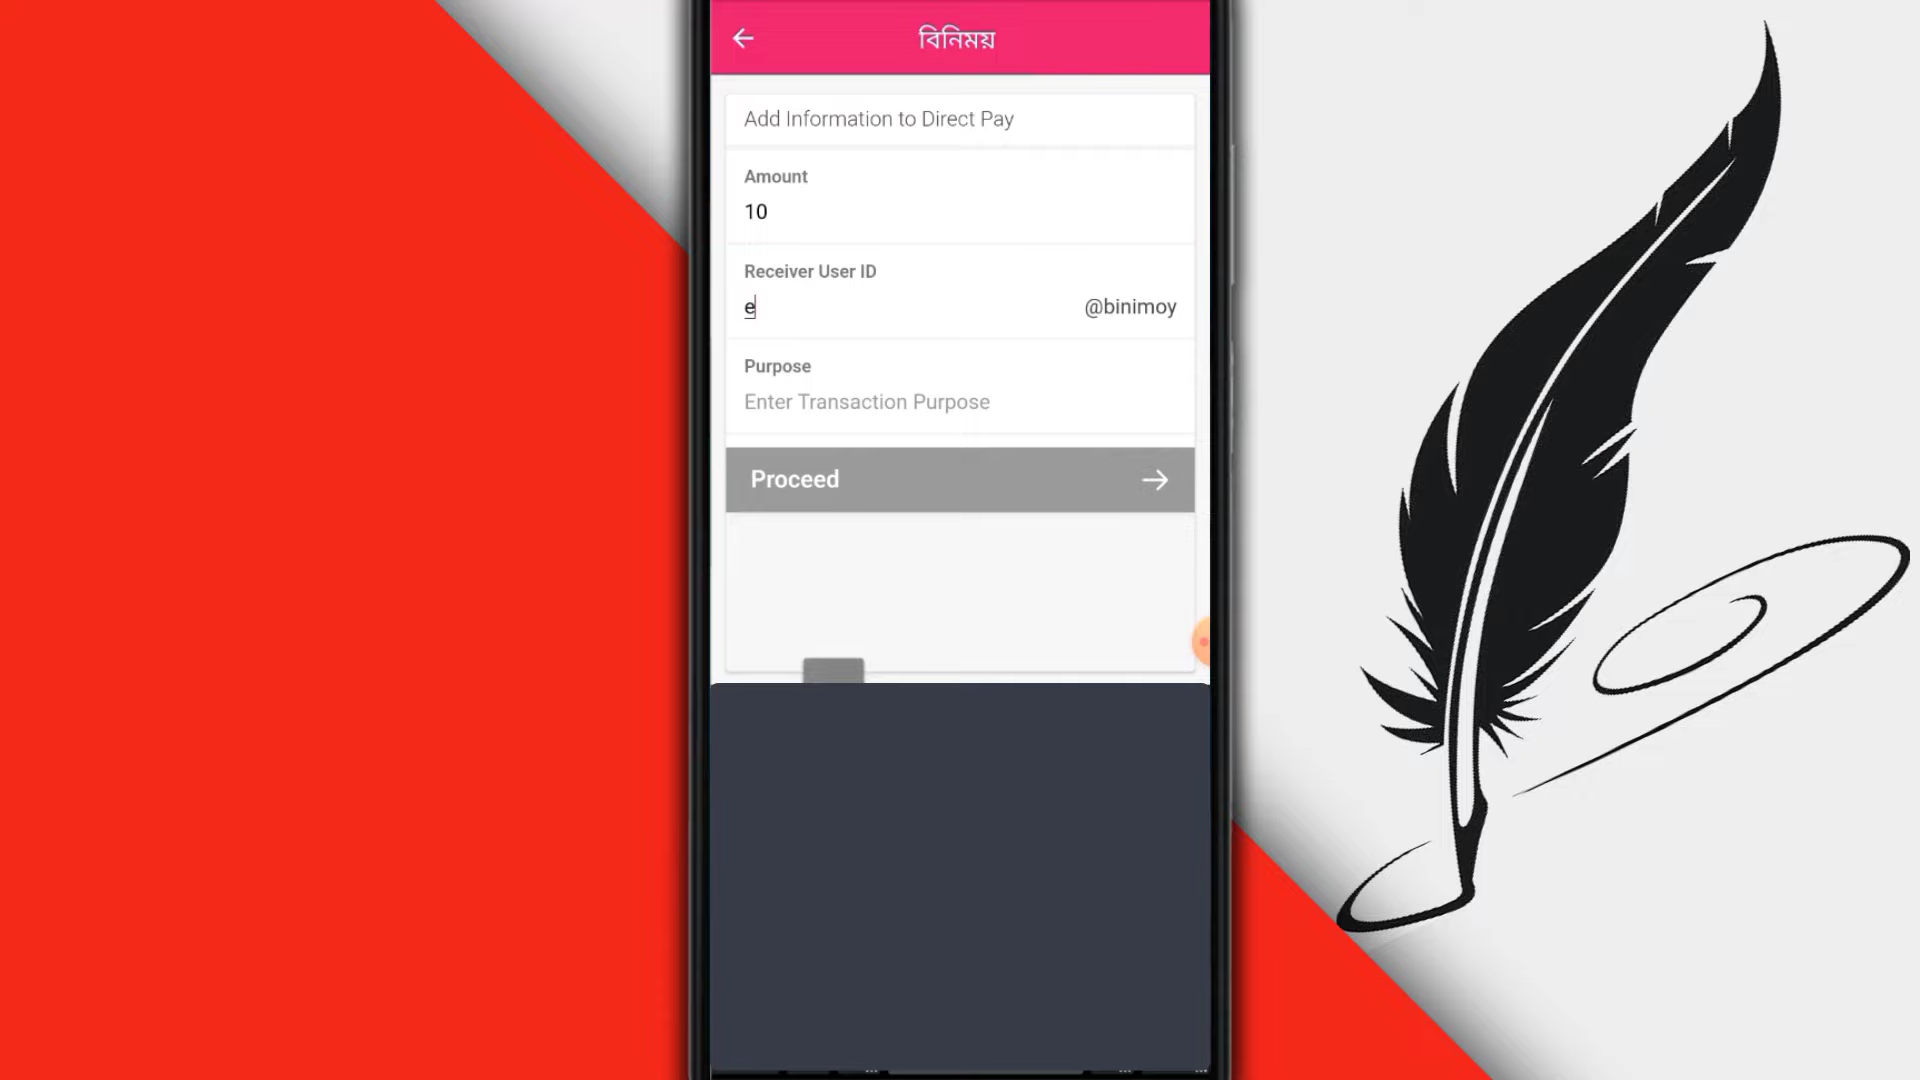 বিনিময়
Add Information to Direct Pay
Amount
10
Receiver User ID
e @binimoy
Purpose
Enter Transaction Purpose
Proceed